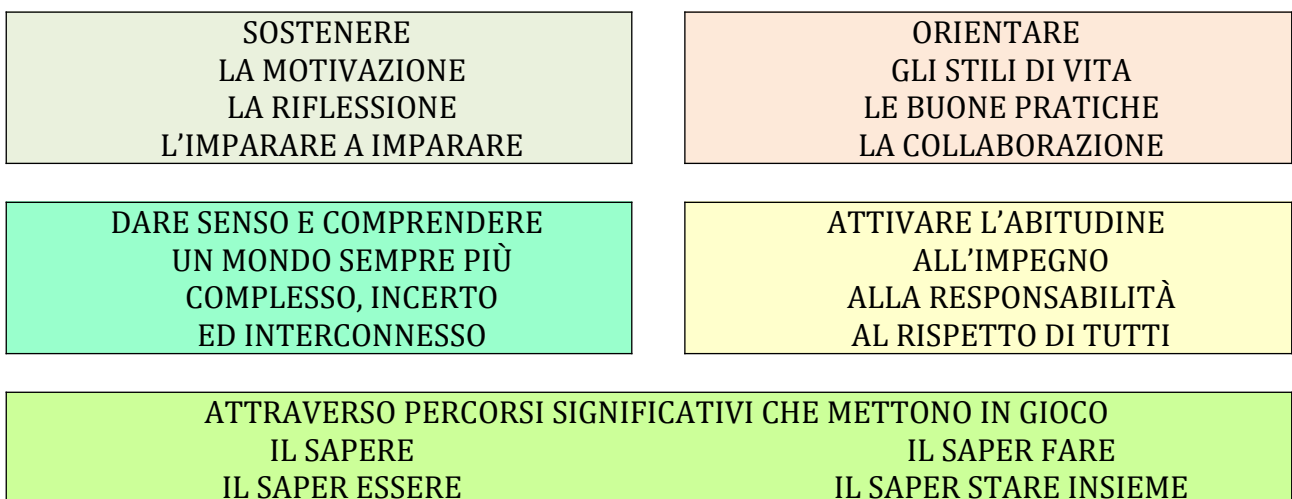 SOSTENERE
LA MOTIVAZIONE
LA RIFLESSIONE
L’IMPARARE A IMPARARE
ORIENTARE
GLI STILI DI VITA
LE BUONE PRATICHE
LA COLLABORAZIONE
DARE SENSO E COMPRENDERE
UN MONDO SEMPRE PIÙ
COMPLESSO, INCERTO
ED INTERCONNESSO
ATTIVARE L’ABITUDINE
ALL’IMPEGNO
ALLA RESPONSABILITÀ
AL RISPETTO DI TUTTI
ATTRAVERSO PERCORSI SIGNIFICATIVI CHE METTONO IN GIOCO
IL SAPERE IL SAPER FARE
IL SAPER ESSERE IL SAPER STARE INSIEME